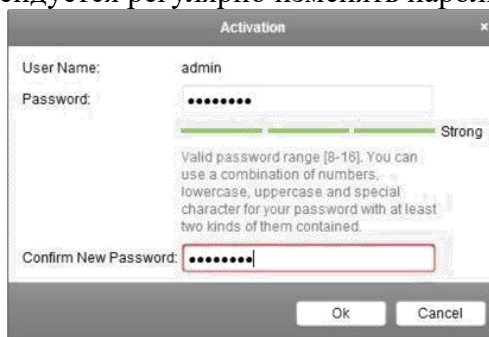 регулярно изменять
Activation ×
User Name: admin
Password: ••••••••
Strong
Valid password range [8-16]. You can
use a combination of numbers,
lowercase, uppercase and special
character for your password with at least
two kinds of them contained.
Confirm New Password: ••••••••
Ok Cancel